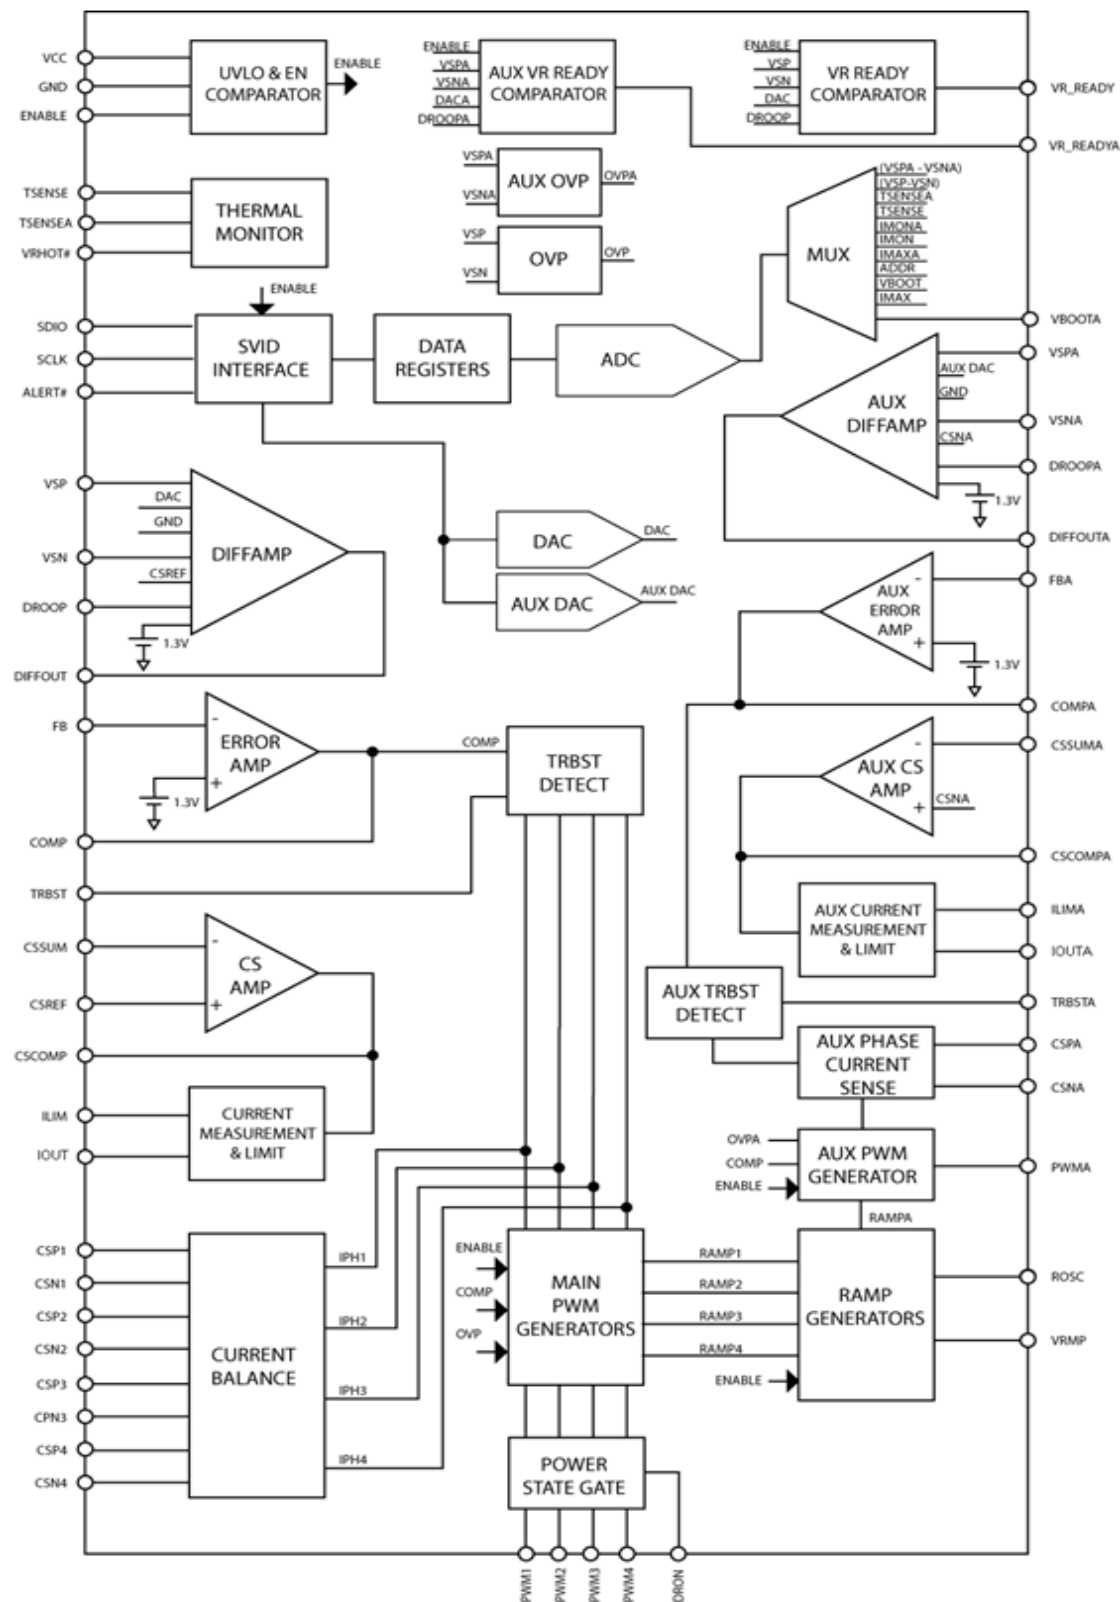 VCC
GND
ENABLE
UVLO & EN
COMPARATOR
ENABLE
ENABLE
VSPA
VSNA
DACA
DROOPA
AUX VR READY
COMPARATOR
ENABLE
VSP
VSN
DAC
DROOP
VR READY
COMPARATOR
VR_READY
VR_READYA
TSENSE
TSENSEA
VRHOT#
THERMAL
MONITOR
VSPA
VSNA
AUX OVP
OVPA
VSP
VSN
OVP
OVP
MUX
(VSPA - VSNA)
(VSP-VSN)
TSENSEA
TSENSE
IMONA
IMON
IMAXA
ADDR
VBOOT
IMAX
VBOOTA
ENABLE
SDIO
SCLK
ALERT#
SVID
INTERFACE
DATA
REGISTERS
ADC
VSPA
AUX DAC
GND
VSNA
CSNA
DROOPA
1.3V
AUX
DIFFAMP
DIFFOUTA
VSP
DAC
GND
VSN
CSREF
DROOP
1.3V
DIFFAMP
DIFFOUT
DAC
DAC
AUX DAC
AUX DAC
FBA
-
AUX
ERROR
AMP
+
1.3V
COMPA
FB
-
ERROR
AMP
+
1.3V
COMP
COMP
TRBST
TRBST
DETECT
CSSUMA
-
AUX CS
AMP
+
CSNA
CSCOMPA
CSSUM
-
CS
AMP
+
CSREF
CSCOMP
ILIMA
IOUTA
AUX CURRENT
MEASUREMENT
& LIMIT
AUX TRBST
DETECT
TRBSTA
AUX PHASE
CURRENT
SENSE
CSPA
CSNA
ILIM
IOUT
CURRENT
MEASUREMENT
& LIMIT
OVPA
COMP
ENABLE
AUX PWM
GENERATOR
PWMA
RAMPA
CSP1
CSN1
CSP2
CSN2
CSP3
CPN3
CSP4
CSN4
CURRENT
BALANCE
IPH1
IPH2
IPH3
IPH4
ENABLE
COMP
OVP
MAIN
PWM
GENERATORS
RAMP1
RAMP2
RAMP3
RAMP4
ENABLE
RAMP
GENERATORS
ROSC
VRMP
POWER
STATE GATE
PWM1
PWM2
PWM3
PWM4
DRON